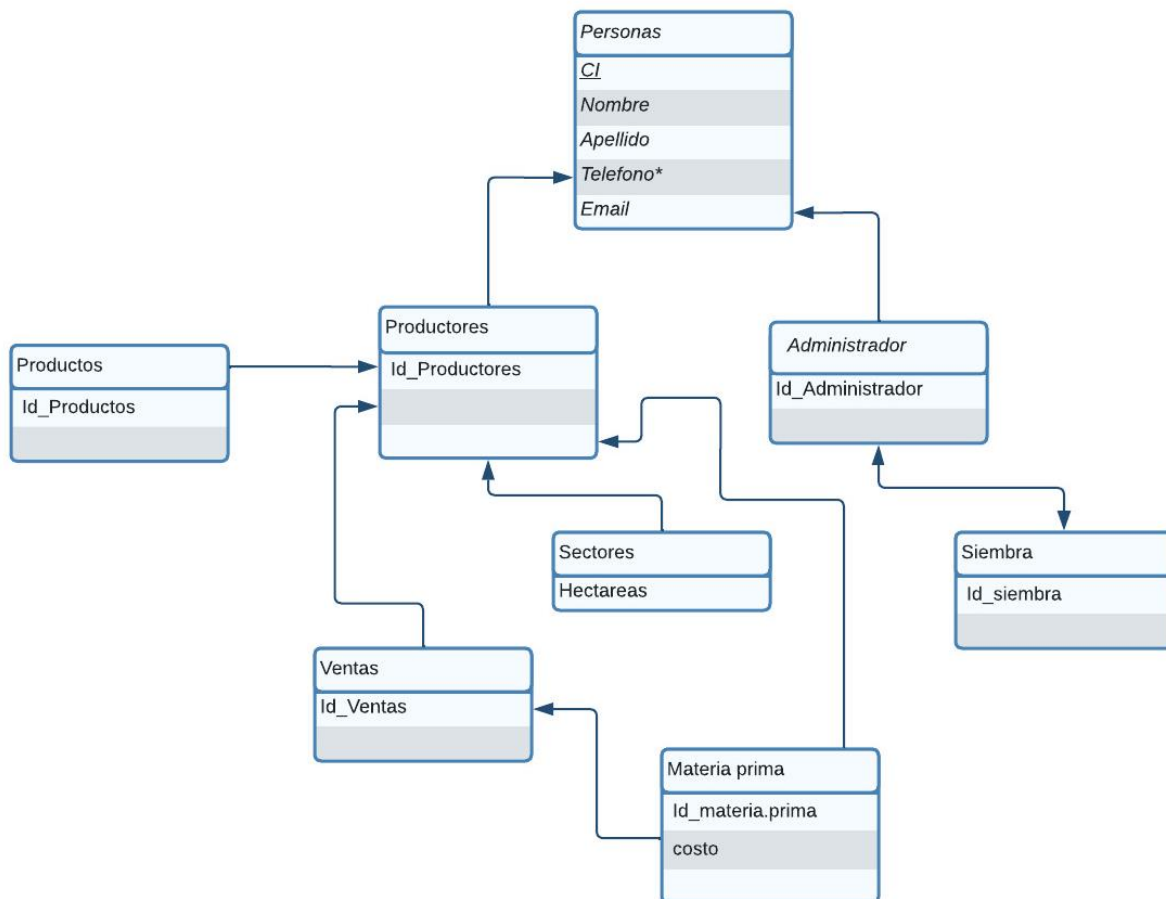 Personas
CI
Nombre
Apellido
Telefono*
Email
Productores
Id_Productores
Administrador
Id_Administrador
Productos
Id_Productos
Sectores
Hectareas
Siembra
Id_siembra
Ventas
Id_Ventas
Materia prima
Id_materia.prima
costo